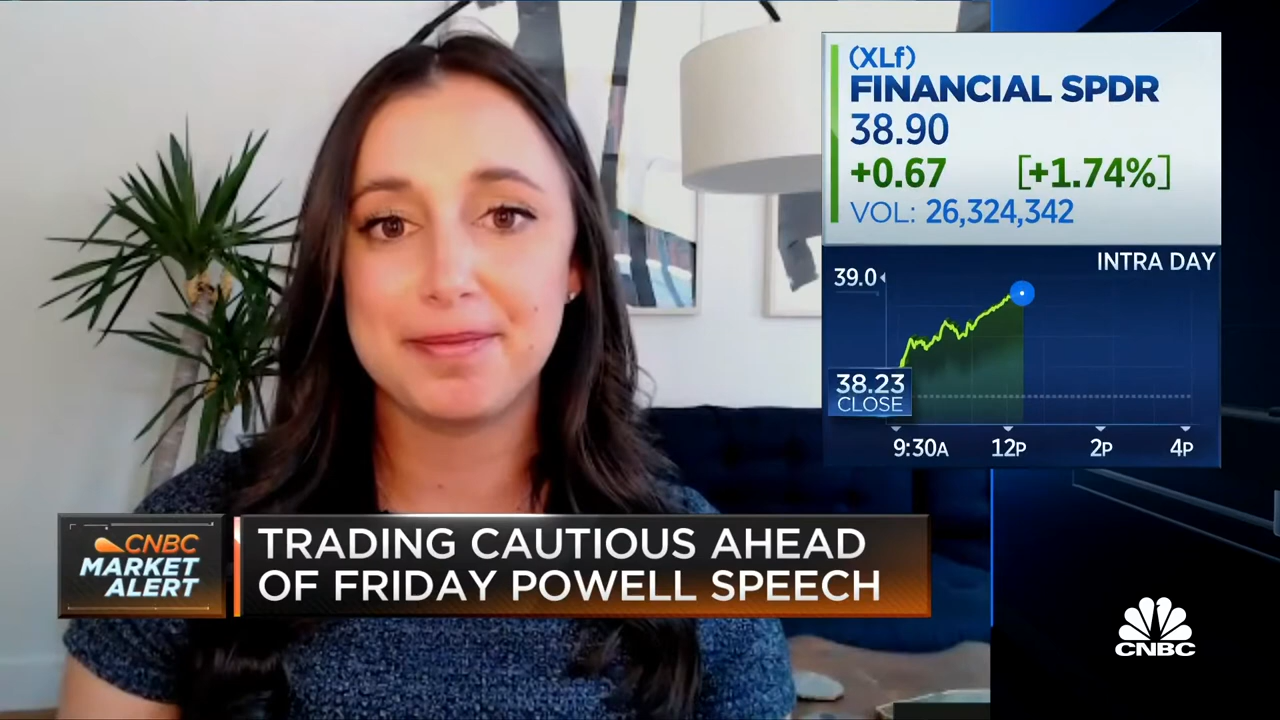 (XLf)
FINANCIAL SPDR
38.90
+0.67 [+1.74%]
VOL: 26,324,342
INTRA DAY
39.0
38.23
CLOSE
9:30A 12P 2P 4P
CNBC
MARKET
ALERT
TRADING CAUTIOUS AHEAD
OF FRIDAY POWELL SPEECH
CNBC